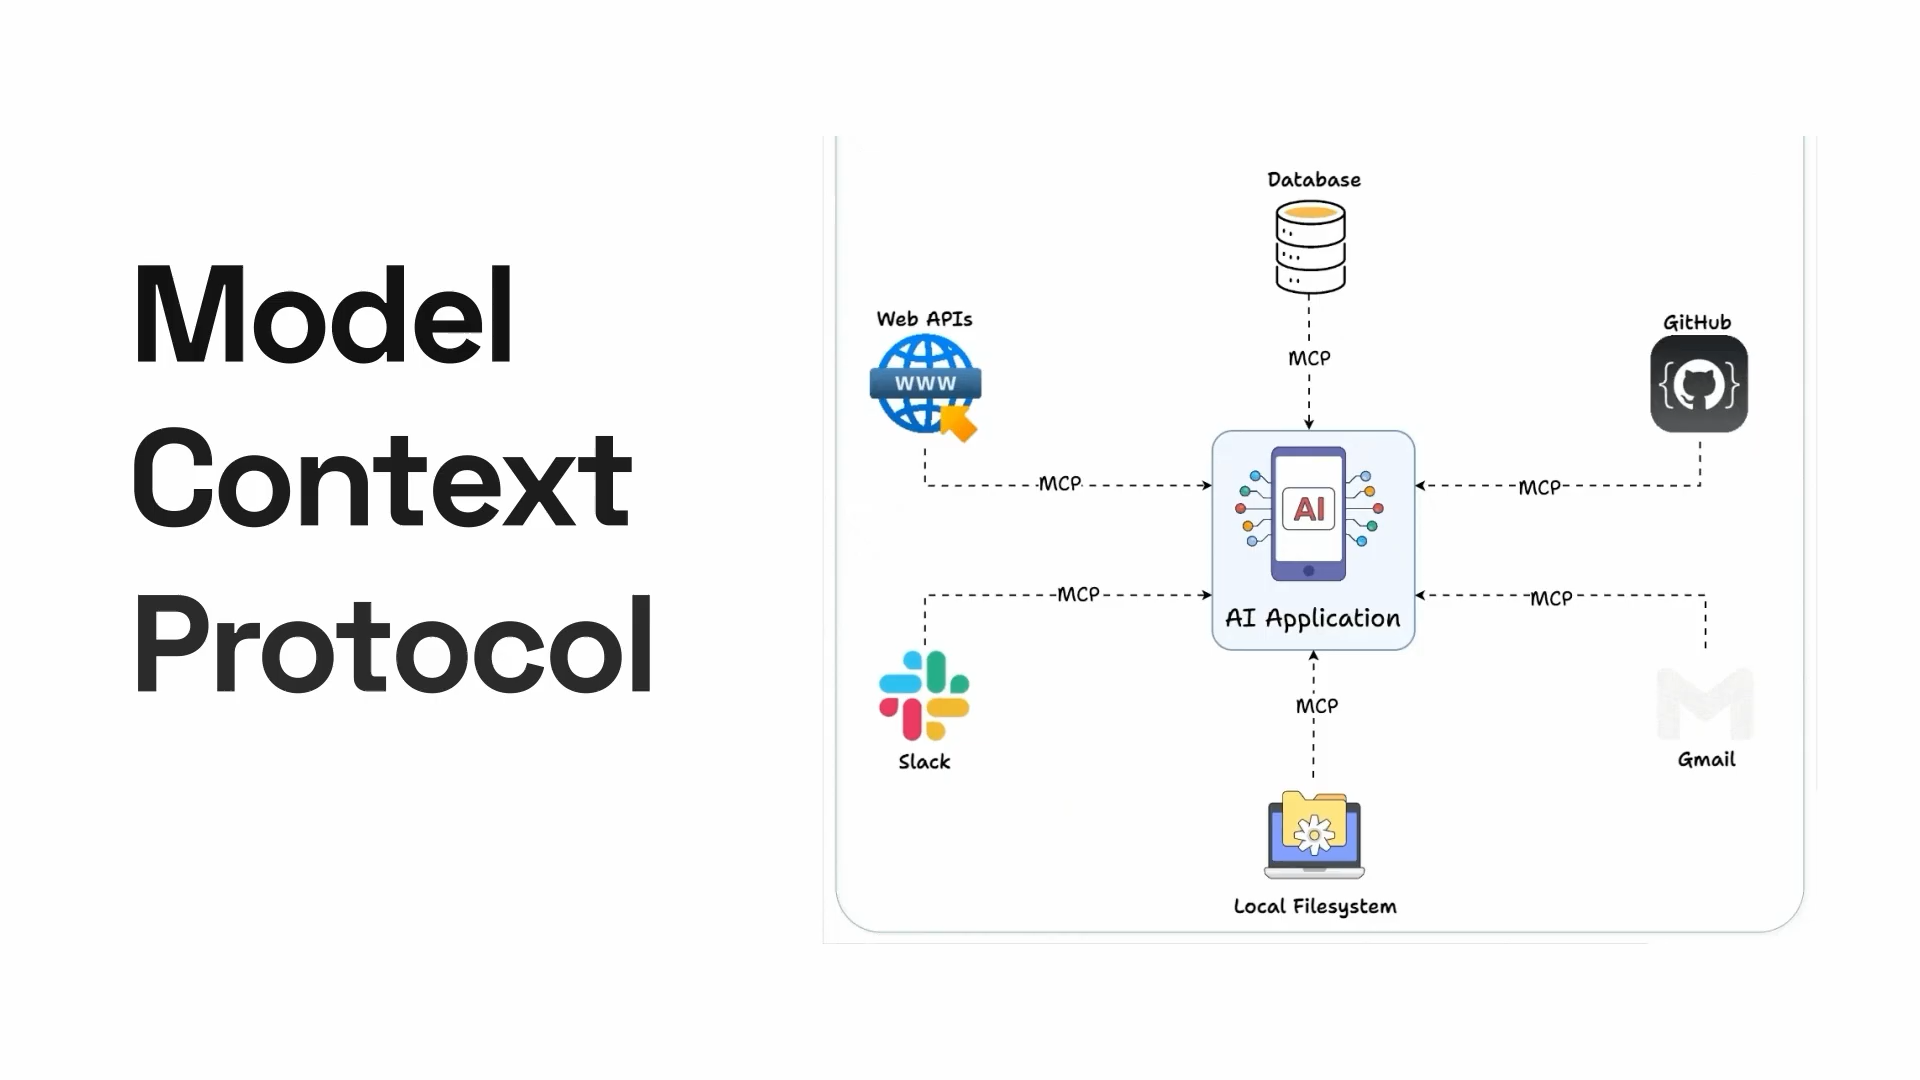 Model
Context
Protocol
Database
MCP
Web APIs
WWW
MCP
GitHub
MCP
AI
AI Application
MCP
Slack
MCP
Gmail
MCP
Local Filesystem